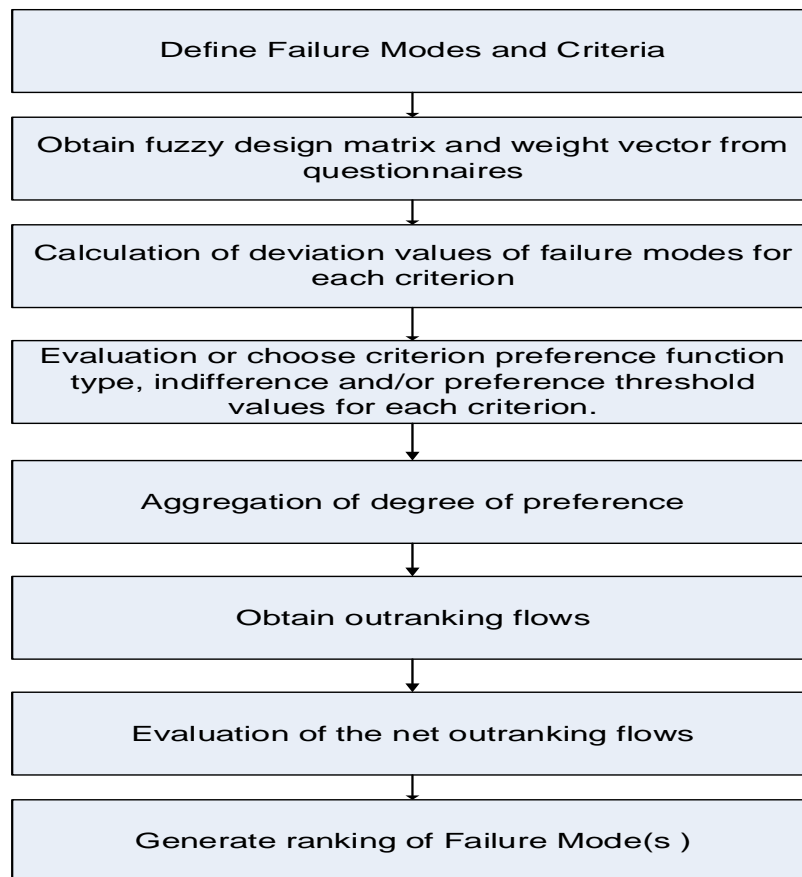 Define Failure Modes and Criteria
Obtain fuzzy design matrix and weight vector from
questionnaires
Calculation of deviation values of failure modes for
each criterion
Evaluation or choose criterion preference function
type, indifference and/or preference threshold
values for each criterion.
Aggregation of degree of preference
Obtain outranking flows
Evaluation of the net outranking flows
Generate ranking of Failure Mode(s )